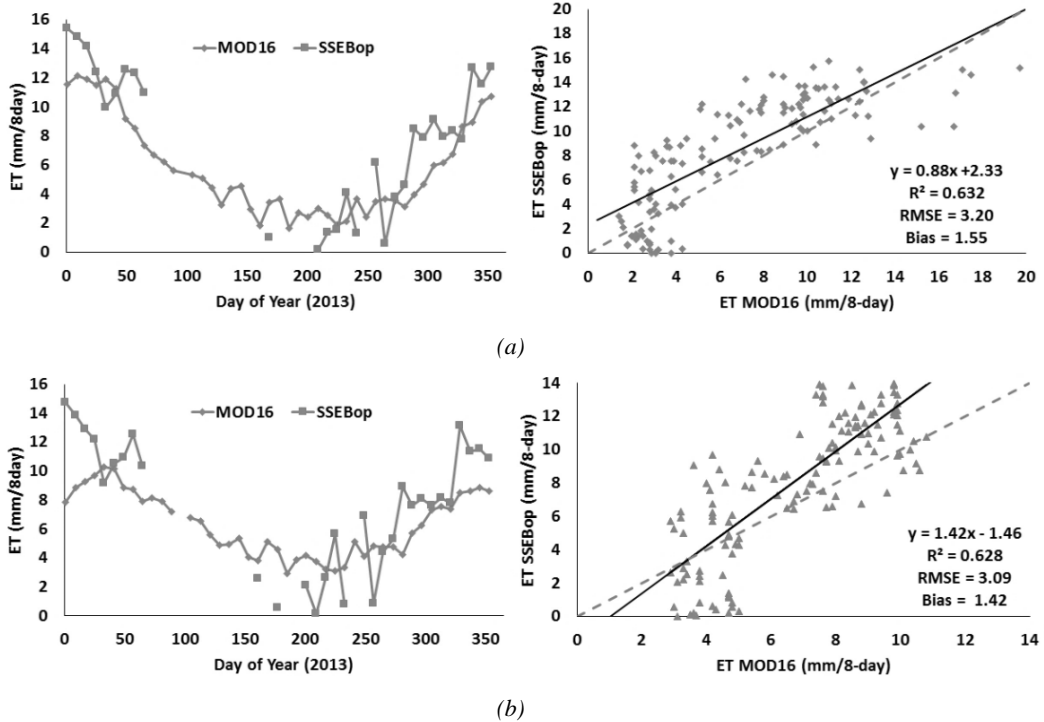 16
14
12
10
8
6
4
2
0
ET (mm/8day)
MOD16 SSEBop
0 50 100 150 200 250 300 350
Day of Year (2013)
20
18
16
14
12
10
8
6
4
2
0
ET SSEBop (mm/8-day)
y = 0.88x +2.33
R² = 0.632
RMSE = 3.20
Bias = 1.55
0 2 4 6 8 10 12 14 16 18 20
ET MOD16 (mm/8-day)
(a)
16
14
12
10
8
6
4
2
0
ET (mm/8day)
MOD16 SSEBop
0 50 100 150 200 250 300 350
Day of Year (2013)
14
12
10
8
6
4
2
0
ET SSEBop (mm/8-day)
y = 1.42x - 1.46
R² = 0.628
RMSE = 3.09
Bias = 1.42
0 2 4 6 8 10 12 14
ET MOD16 (mm/8-day)
(b)